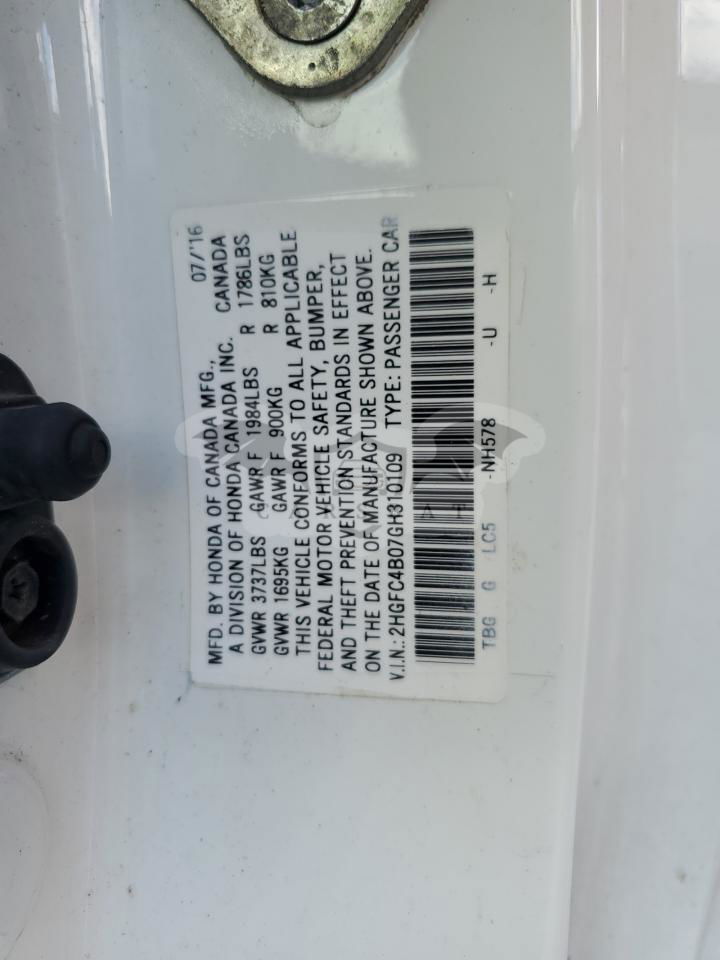 07/'16
MFD. BY HONDA OF CANADA MFG.,
A DIVISION OF HONDA CANADA INC. CANADA
GVWR 3737LBS GAWR F 1984LBS R 1786LBS
GVWR 1695KG GAWR F 900KG R 810KG
THIS VEHICLE CONFORMS TO ALL APPLICABLE
FEDERAL MOTOR VEHICLE SAFETY, BUMPER,
AND THEFT PREVENTION STANDARDS IN EFFECT
ON THE DATE OF MANUFACTURE SHOWN ABOVE.
V.I.N.: 2HGFC4B07GH310109 TYPE: PASSENGER CAR
TBG G LC5 -NH578 -U -H